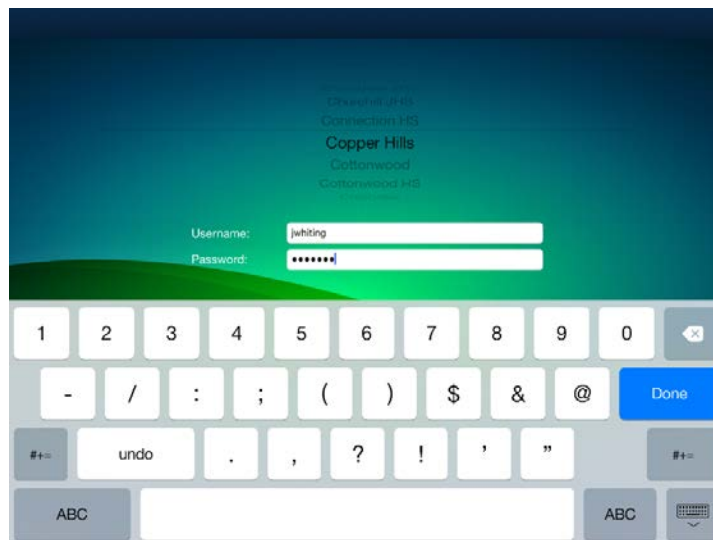 Churchill JHS
Connection HS
Copper Hills
Cottonwood
Cottonwood HS
Username: jwhiting
Password: •••••••
1 2 3 4 5 6 7 8 9 0
- / : ; ( ) $ & @ Done
#+= undo . , ? ! ’ ” #+=
ABC ABC